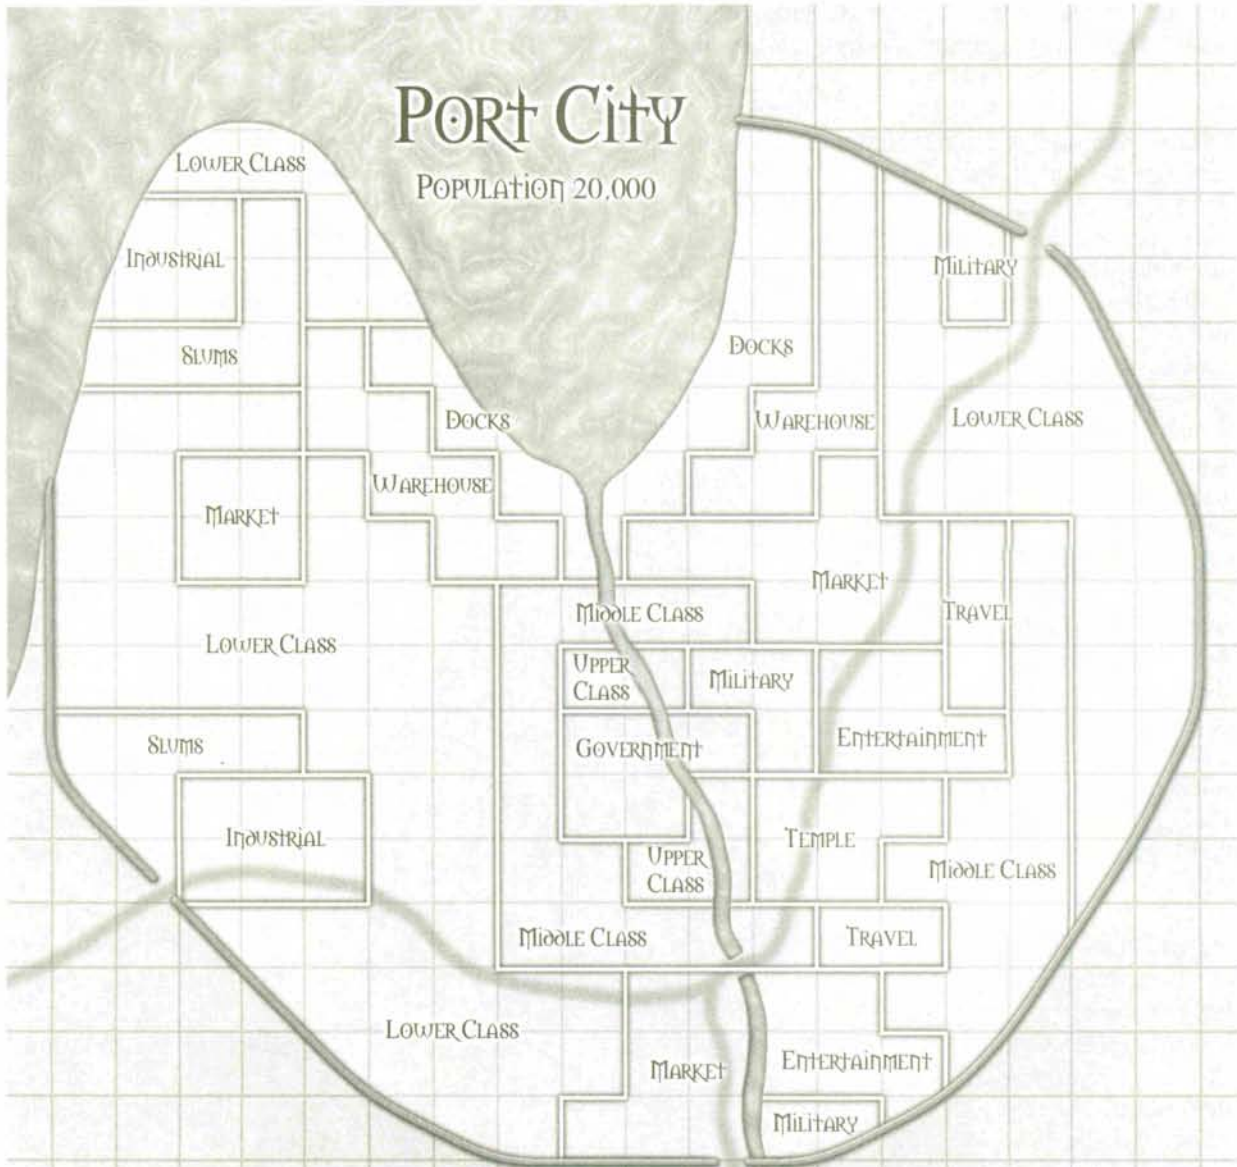 Port City
Population 20,000
Lower Class
Industrial
Military
Slums
Docks
Docks
Warehouse
Lower Class
Warehouse
Market
Market
Middle Class
Travel
Lower Class
Upper
Class
Military
Slums
Government
Entertainment
Industrial
Temple
Upper
Class
Middle Class
Middle Class
Travel
Lower Class
Market
Entertainment
Military